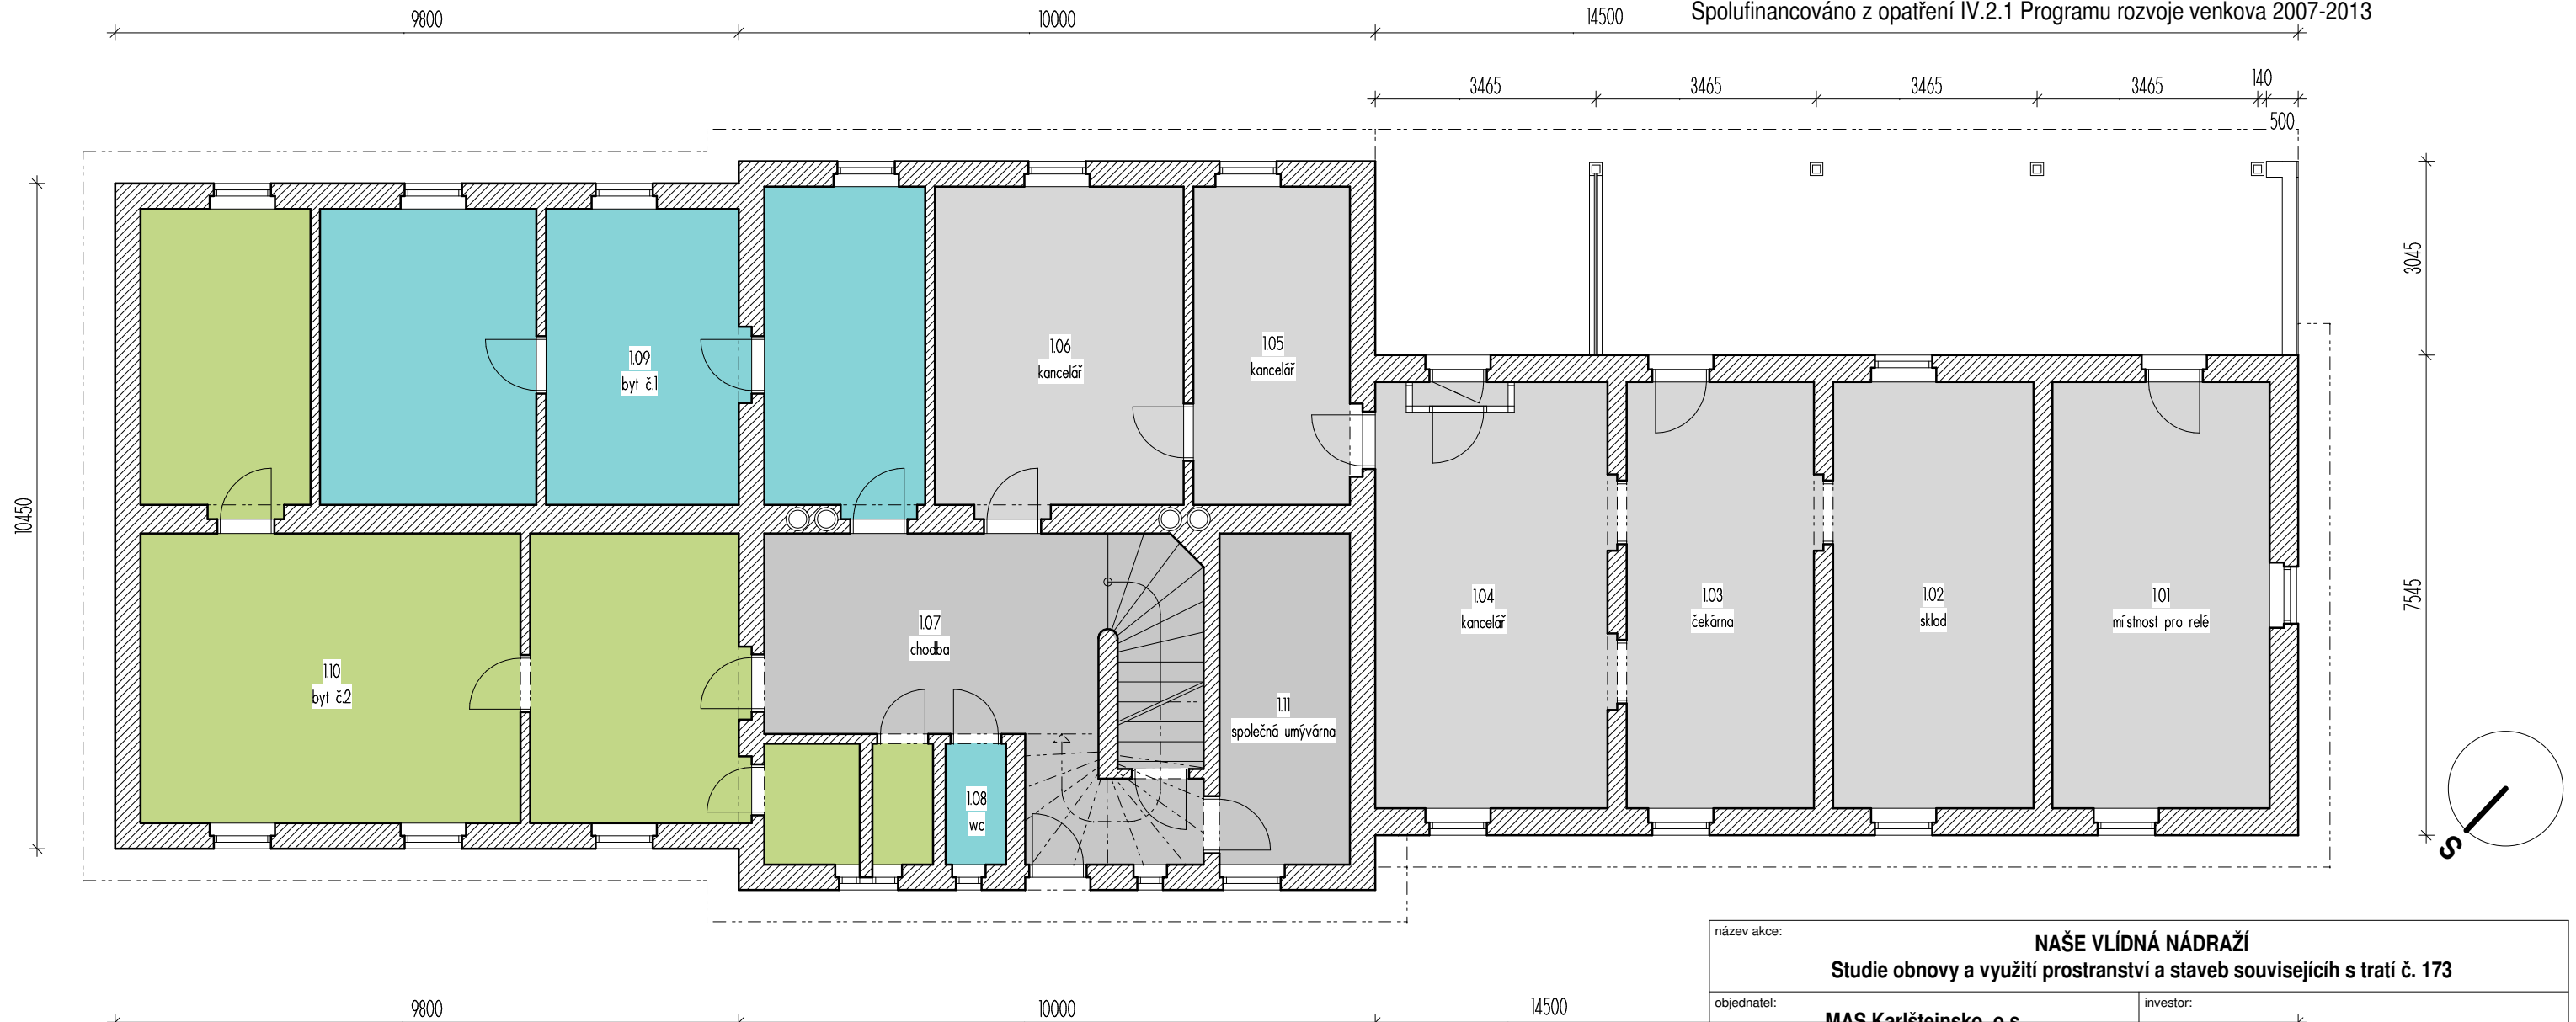 Spolufinancováno z opatření IV.2.1 Programu rozvoje venkova 2007-2013
9800
10000
14500
3465
3465
3465
3465
140
500
3045
10450
7545
1.09
byt č.1
1.06
kancelář
1.05
kancelář
1.04
kancelář
1.03
čekárna
1.02
sklad
1.01
místnost pro relé
1.07
chodba
1.10
byt č.2
1.11
společná umývárna
1.08
wc
S
název akce:
NAŠE VLÍDNÁ NÁDRAŽÍ
Studie obnovy a využití prostranství a staveb souvisejícíh s tratí č. 173
objednatel:
investor:
MAS Karlštejnsko, o.s.
9800
10000
14500